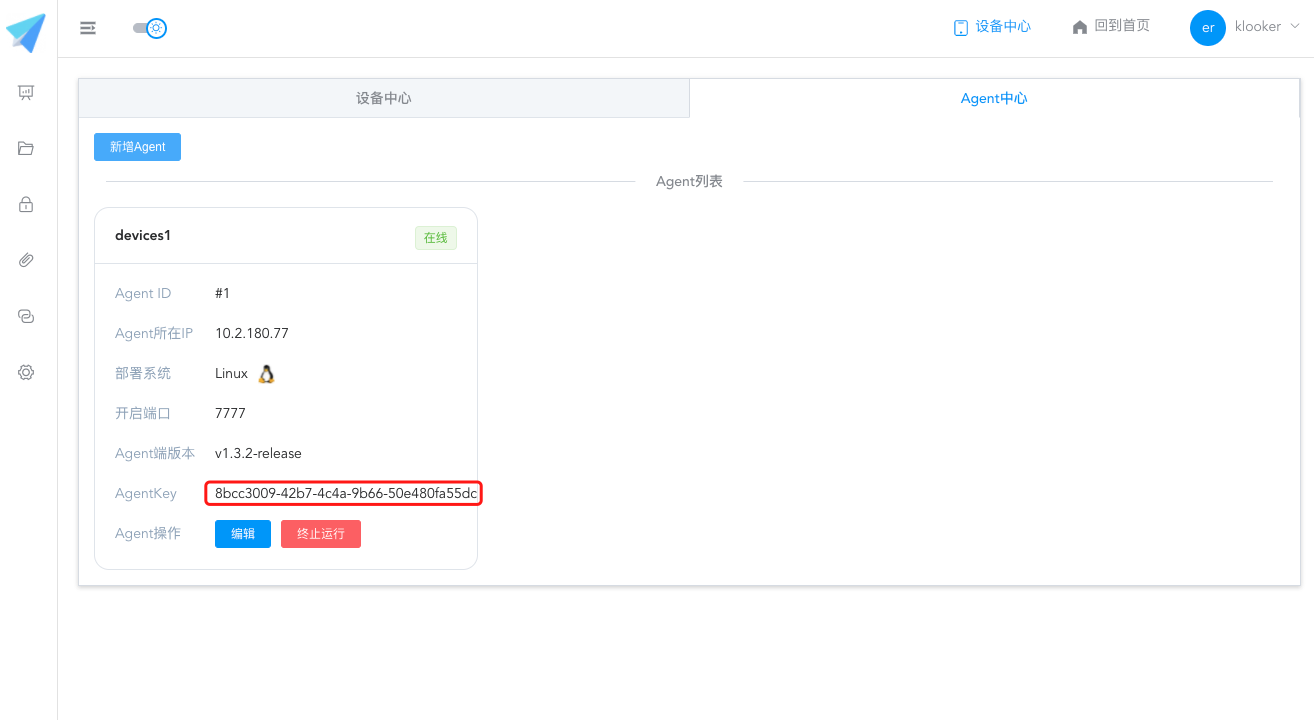 设备中心
回到首页
er
klooker
设备中心
Agent中心
新增Agent
Agent列表
devices1
在线
Agent ID
#1
Agent所在IP
10.2.180.77
部署系统
Linux
开启端口
7777
Agent端版本
v1.3.2-release
AgentKey
8bcc3009-42b7-4c4a-9b66-50e480fa55dc
Agent操作
编辑
终止运行